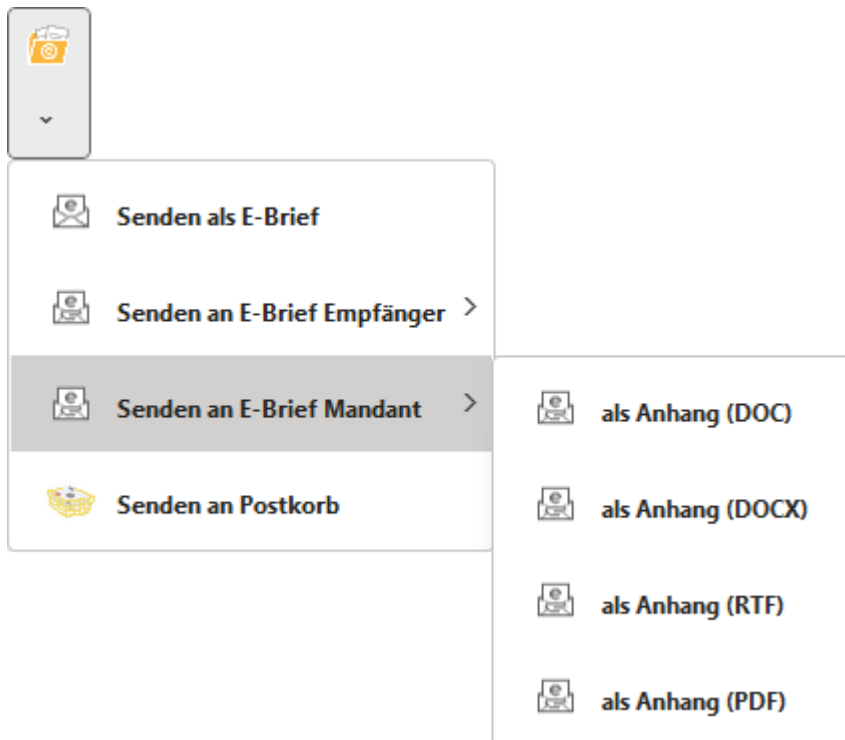 Senden als E-Brief
Senden an E-Brief Empfänger
Senden an E-Brief Mandant
als Anhang (DOC)
als Anhang (DOCX)
Senden an Postkorb
als Anhang (RTF)
als Anhang (PDF)